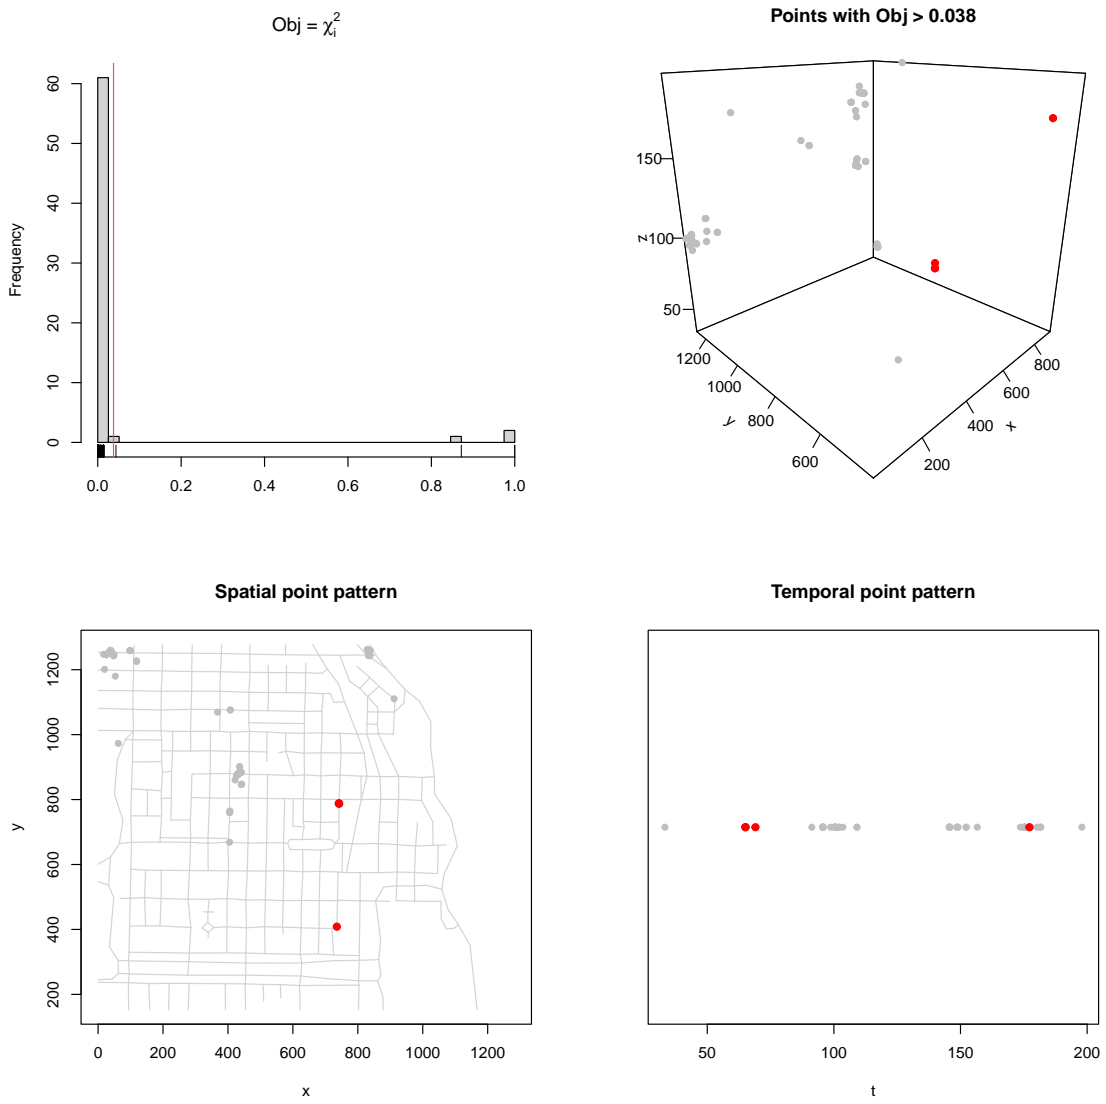 Obj = χᵢ²
Frequency
0 10 20 30 40 50 60
0.0 0.2 0.4 0.6 0.8 1.0
Points with Obj > 0.038
z
50 100 150
y
1200 1000 800 600
x
200 400 600 800
Spatial point pattern
y
200 400 600 800 1000 1200
0 200 400 600 800 1000 1200
x
Temporal point pattern
50 100 150 200
t